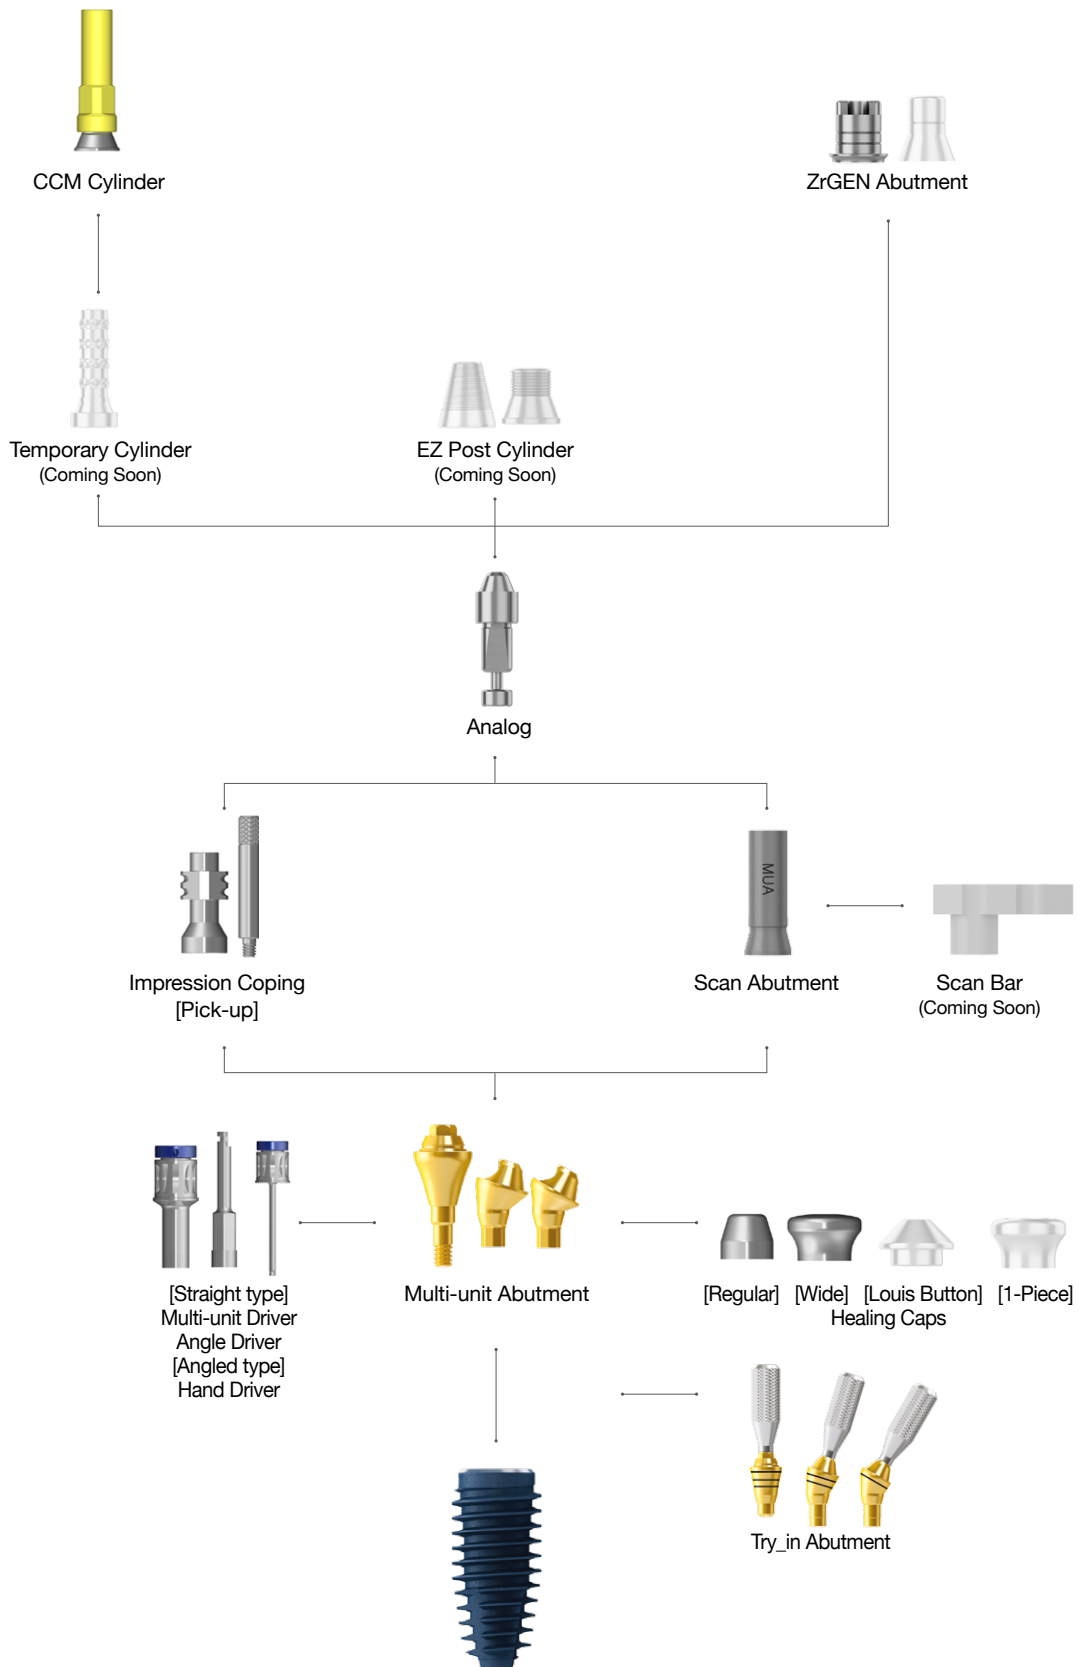 CCM Cylinder
ZrGEN Abutment
Temporary Cylinder
(Coming Soon)
EZ Post Cylinder
(Coming Soon)
Analog
MUA
Impression Coping
[Pick-up]
Scan Abutment
Scan Bar
(Coming Soon)
[Straight type]
Multi-unit Driver
Angle Driver
[Angled type]
Hand Driver
Multi-unit Abutment
[Regular] [Wide] [Louis Button] [1-Piece]
Healing Caps
Try_in Abutment